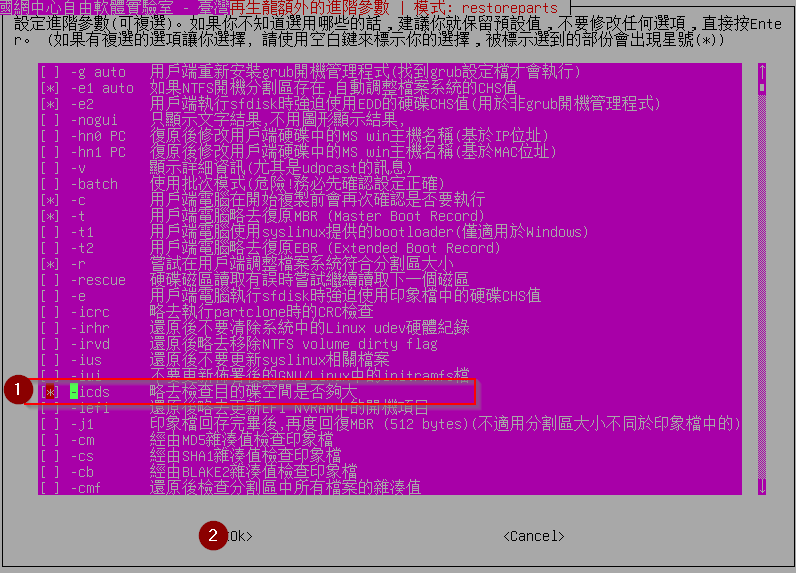 國網中心自由軟體實驗室 - 臺灣再生龍額外的進階參數 | 模式: restoreparts
設定進階參數(可複選)。如果你不知道選用哪些的話，建議你就保留預設值，不要修改任何選項，直接按Ente
r。 (如果有複選的選項讓你選擇, 請使用空白鍵來標示你的選擇，被標示選到的部份會出現星號(*))
[ ] -g auto 用戶端重新安裝grub開機管理程式(找到grub設定檔才會執行)
[*] -e1 auto 如果NTFS開機分割區存在,自動調整檔案系統的CHS值
[*] -e2 用戶端執行sfdisk時強迫使用EDD的硬碟CHS值(用於非grub開機管理程式)
[ ] -nogui 只顯示文字結果,不用圖形顯示結果,
[ ] -hn0 PC 復原後修改用戶端硬碟中的MS win主機名稱(基於IP位址)
[ ] -hn1 PC 復原後修改用戶端硬碟中的MS win主機名稱(基於MAC位址)
[ ] -v 顯示詳細資訊(尤其是udpcast的訊息)
[ ] -batch 使用批次模式(危險!務必先確認設定正確)
[*] -c 用戶端電腦在開始複製前會再次確認是否要執行
[*] -t 用戶端電腦略去復原MBR (Master Boot Record)
[ ] -t1 用戶端電腦使用syslinux提供的bootloader(僅適用於Windows)
[ ] -t2 用戶端電腦略去復原EBR (Extended Boot Record)
[*] -r 嘗試在用戶端調整檔案系統符合分割區大小
[ ] -rescue 硬碟磁區讀取有誤時嘗試繼續讀取下一個磁區
[ ] -e 用戶端電腦執行sfdisk時強迫使用印象檔中的硬碟CHS值
[ ] -icrc 略去執行partclone時的CRC檢查
[ ] -irhr 還原後不要清除系統中的Linux udev硬體紀錄
[ ] -irvd 還原後略去移除NTFS volume dirty flag
[ ] -ius 還原後不要更新syslinux相關檔案
[ ] -iui 不要更新佈署後的GNU/Linux中的initramfs檔
1 [*] -icds 略去檢查目的碟空間是否夠大
[ ] -iefi 還原後略去更新EFI NVRAM中的開機項目
[ ] -j1 印象檔回存完畢後,再度回復MBR (512 bytes)(不適用分割區大小不同於印象檔中的)
[ ] -cm 經由MD5雜湊值檢查印象檔
[ ] -cs 經由SHA1雜湊值檢查印象檔
[ ] -cb 經由BLAKE2雜湊值檢查印象檔
[ ] -cmf 還原後檢查分割區中所有檔案的雜湊值
2 Ok> <Cancel>